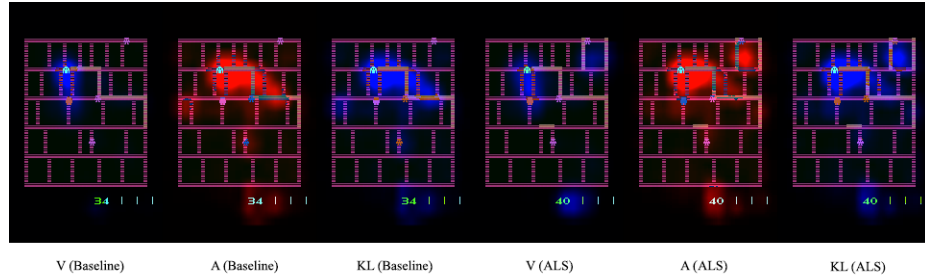 34 34 34 40 40 40
V (Baseline) A (Baseline) KL (Baseline) V (ALS) A (ALS) KL (ALS)